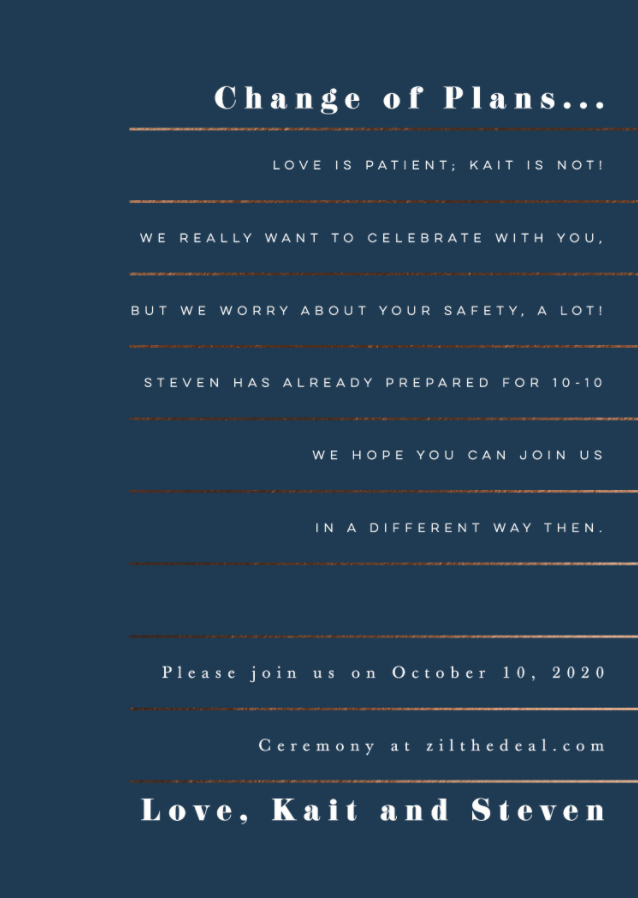 Change of Plans...
LOVE IS PATIENT; KAIT IS NOT!
WE REALLY WANT TO CELEBRATE WITH YOU,
BUT WE WORRY ABOUT YOUR SAFETY, A LOT!
STEVEN HAS ALREADY PREPARED FOR 10-10
WE HOPE YOU CAN JOIN US
IN A DIFFERENT WAY THEN.
Please join us on October 10, 2020
Ceremony at zilthedeal.com
Love, Kait and Steven